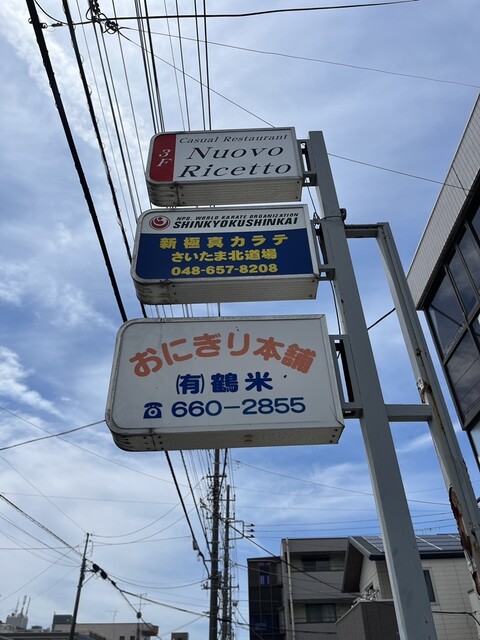 3F
Casual Restaurant
Nuovo
Ricetto
NPO. WORLD KARATE ORGANIZATION
SHINKYOKUSHINKAI
新極真カラテ
さいたま北道場
048-657-8208
おにぎり本舗
㈲鶴米
☎660-2855